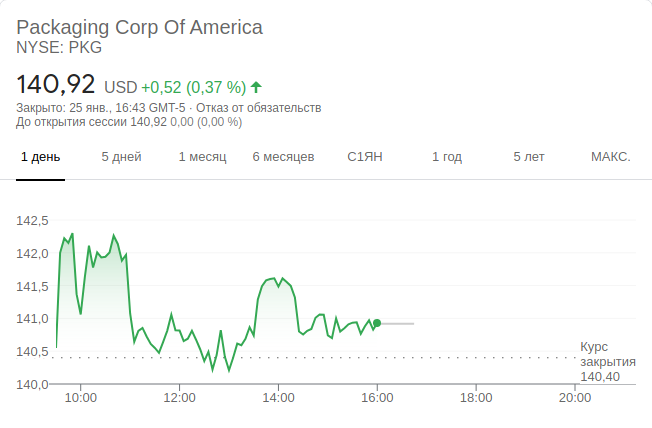 Packaging Corp Of America
NYSE: PKG
140,92 USD +0,52 (0,37 %)
Закрыто: 25 янв., 16:43 GMT-5 · Отказ от обязательств
До открытия сессии 140,92 0,00 (0,00 %)
1 день 5 дней 1 месяц 6 месяцев С1ЯН 1 год 5 лет МАКС.
142,5
142,0
141,5
141,0
140,5
140,0
Курс
закрытия
140,40
10:00 12:00 14:00 16:00 18:00 20:00